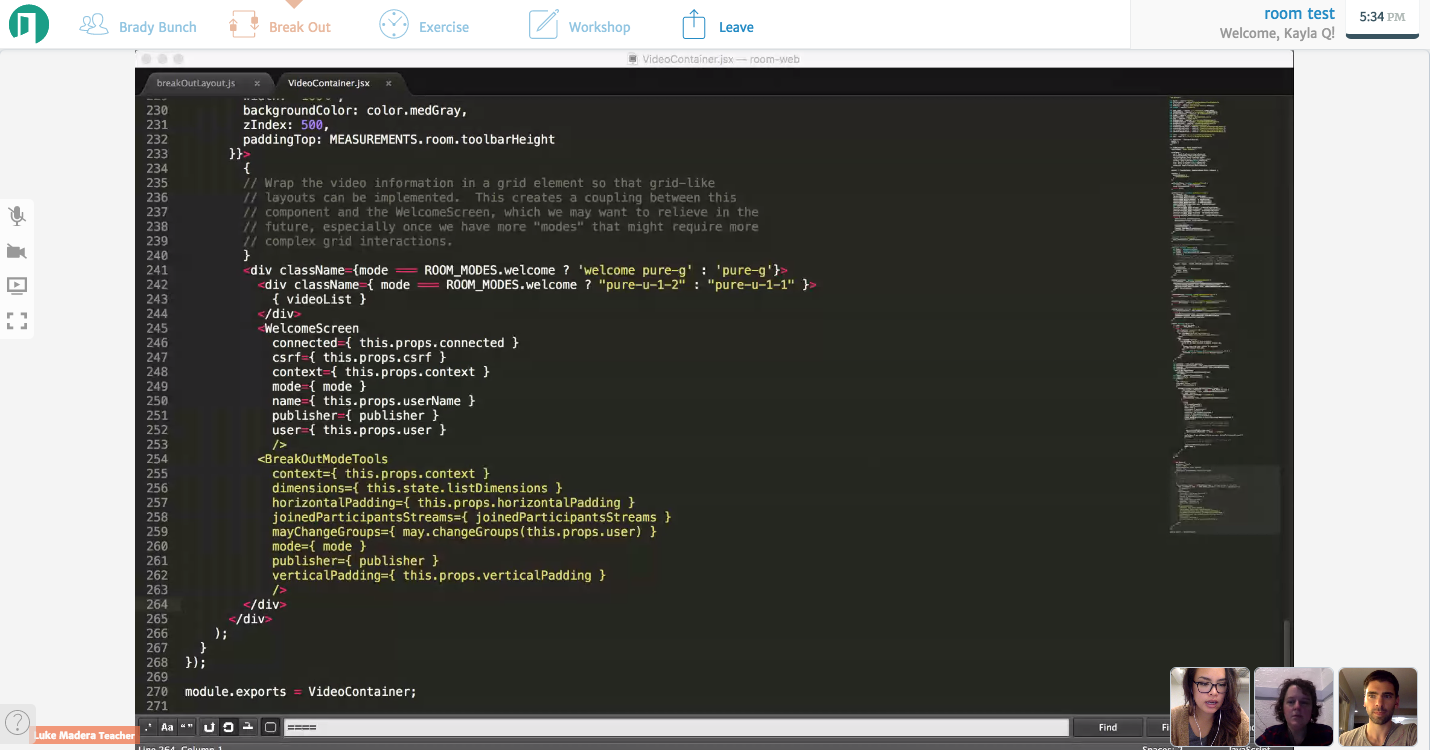 Brady Bunch
Break Out
Exercise
Workshop
Leave
room test
Welcome, Kayla Q!
5:34 PM
VideoContainer.jsx — room-web
breakOutLayout.js ×
VideoContainer.jsx ×
230 backgroundColor: color.medGray,
231 zIndex: 500,
232 paddingTop: MEASUREMENTS.room.toolbarHeight
233 }}>
234 {
235 // Wrap the video information in a grid element so that grid-like
236 // layouts can be implemented.  This creates a coupling between this
237 // component and the WelcomeScreen, which we may want to relieve in the
238 // future, especially once we have more "modes" that might require more
239 // complex grid interactions.
240 }
241 <div className={mode === ROOM_MODES.welcome ? 'welcome pure-g' : 'pure-g'}>
242 <div className={ mode === ROOM_MODES.welcome ? "pure-u-1-2" : "pure-u-1-1" }>
243 { videoList }
244 </div>
245 <WelcomeScreen
246 connected={ this.props.connected }
247 csrf={ this.props.csrf }
248 context={ this.props.context }
249 mode={ mode }
250 name={ this.props.userName }
251 publisher={ publisher }
252 user={ this.props.user }
253 />
254 <BreakOutModeTools
255 context={ this.props.context }
256 dimensions={ this.state.listDimensions }
257 horizontalPadding={ this.props.horizontalPadding }
258 joinedParticipantsStreams={ joinedParticipantsStreams }
259 mayChangeGroups={ may.changeGroups(this.props.user) }
260 mode={ mode }
261 publisher={ publisher }
262 verticalPadding={ this.props.verticalPadding }
263 />
264 </div>
265 </div>
266 );
267 }
268 });
269
270 module.exports = VideoContainer;
271
.* Aa “” ==== Find
?
Luke Madera Teacher
Line 264, Column 1